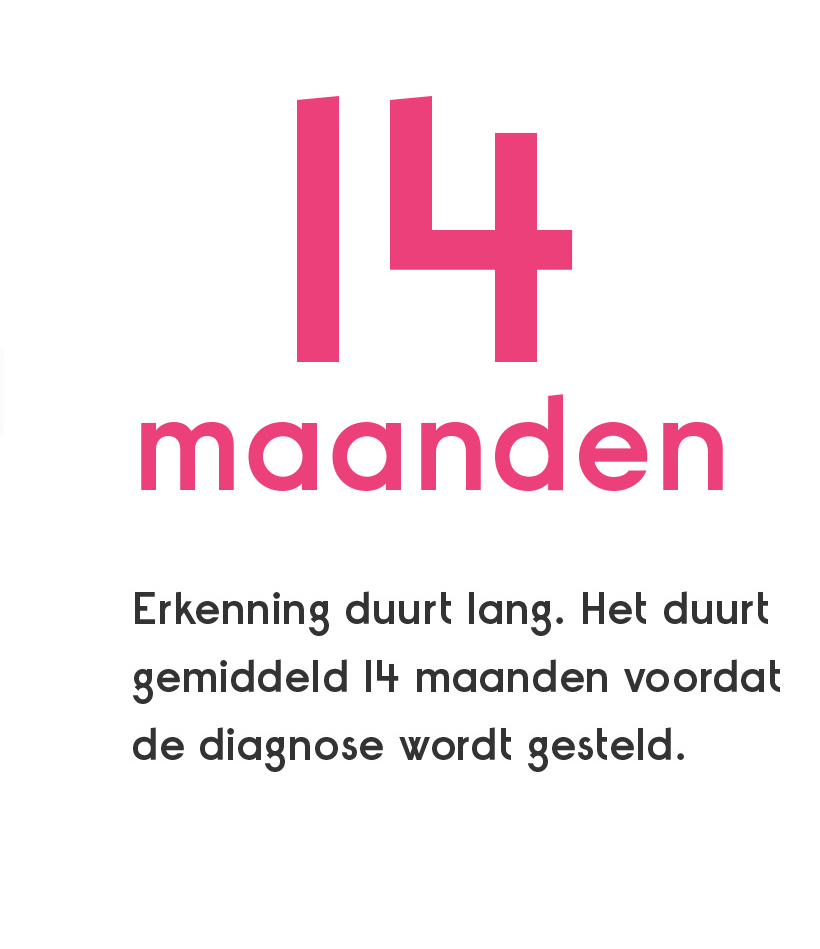 14
maanden
Erkenning duurt lang. Het duurt
gemiddeld 14 maanden voordat
de diagnose wordt gesteld.